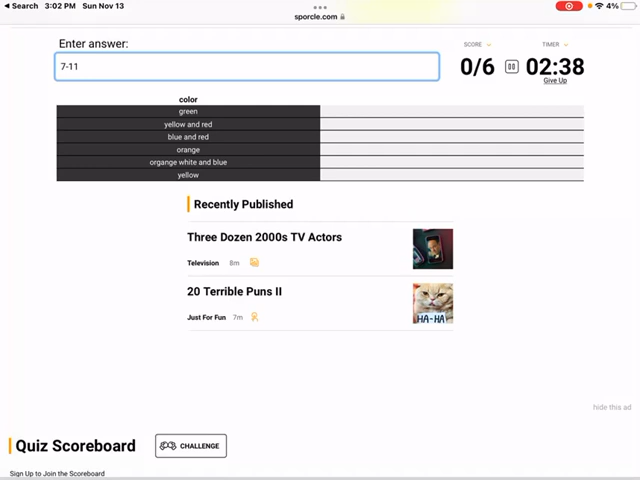 Search 3:02 PM Sun Nov 13
4%
sporcle.com
Enter answer:
7-11
SCORE
0/6
TIMER
02:38
Give Up
color
green
yellow and red
blue and red
orange
organge white and blue
yellow
Recently Published
Three Dozen 2000s TV Actors
Television 8m
20 Terrible Puns II
HA-HA
Just For Fun 7m
hide this ad
Quiz Scoreboard
CHALLENGE
Sign Up to Join the Scoreboard